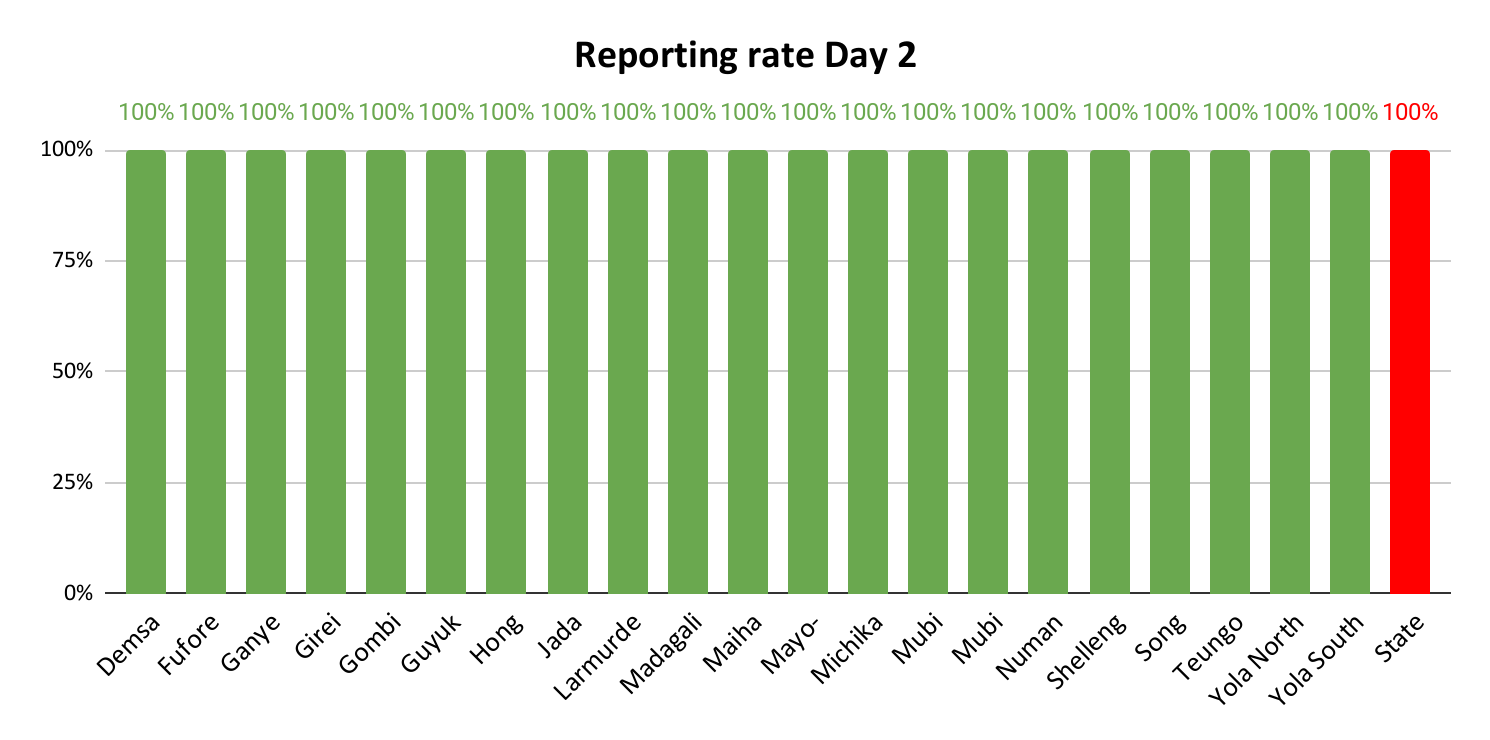 Reporting rate Day 2
100% 100% 100% 100% 100% 100% 100% 100% 100% 100% 100% 100% 100% 100% 100% 100% 100% 100% 100% 100% 100% 100%
100%
75%
50%
25%
0%
Demsa
Fufore
Ganye
Girei
Gombi
Guyuk
Hong
Jada
Larmurde
Madagali
Maiha
Mayo-
Michika
Mubi
Mubi
Numan
Shelleng
Song
Teungo
Yola North
Yola South
State